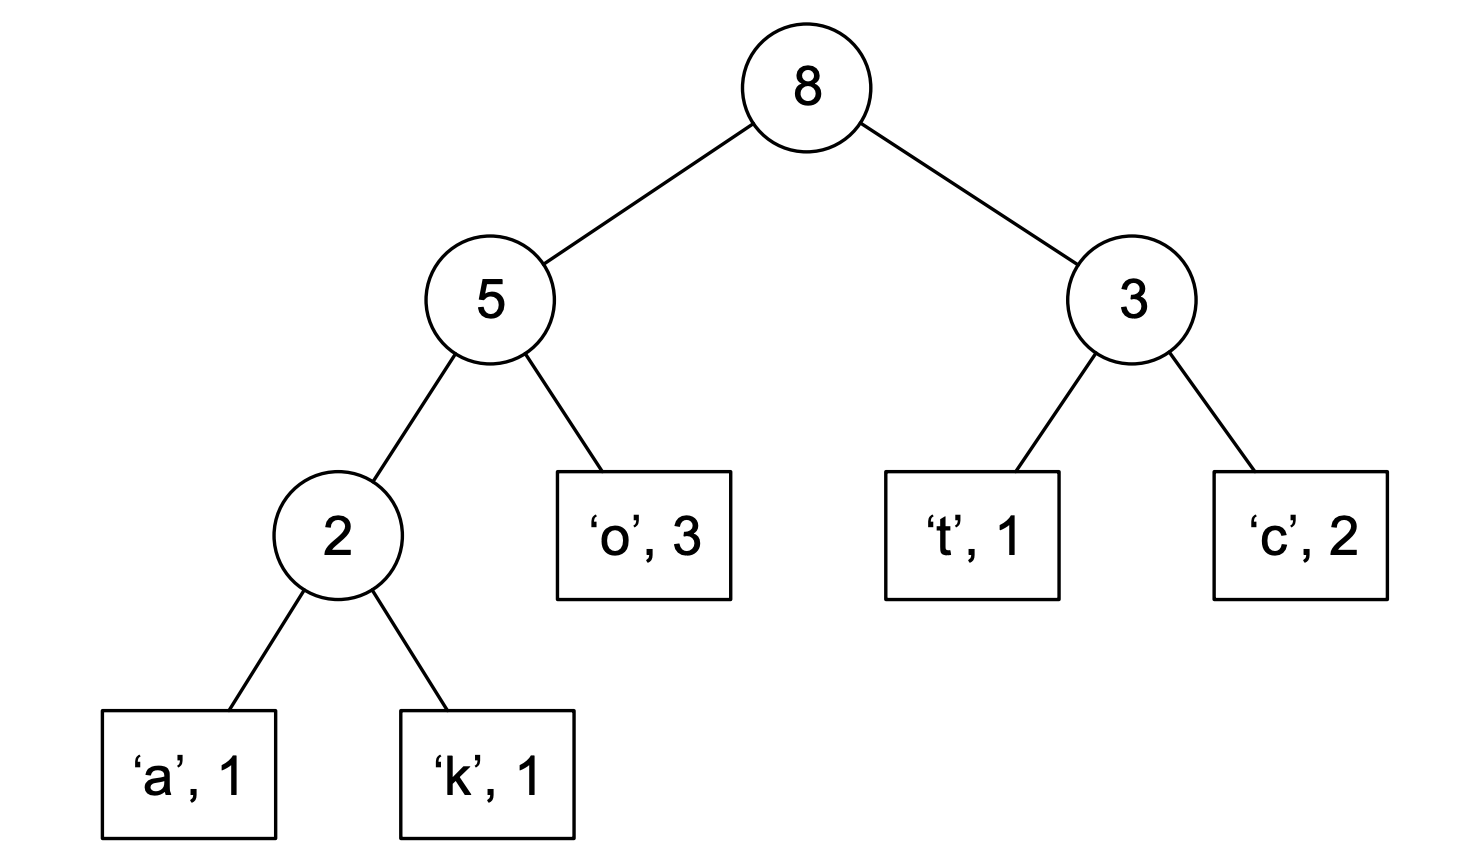 8
5
3
2
‘o’, 3
‘t’, 1
‘c’, 2
‘a’, 1
‘k’, 1